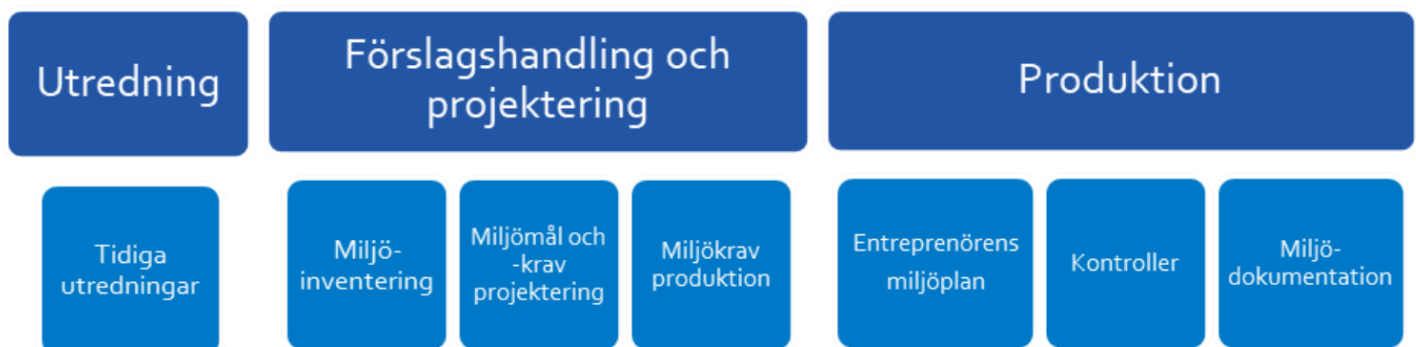 Utredning
Förslagshandling och
projektering
Produktion
Tidiga
utredningar
Miljö-
inventering
Miljömål och
-krav
projektering
Miljökrav
produktion
Entreprenörens
miljöplan
Kontroller
Miljö-
dokumentation